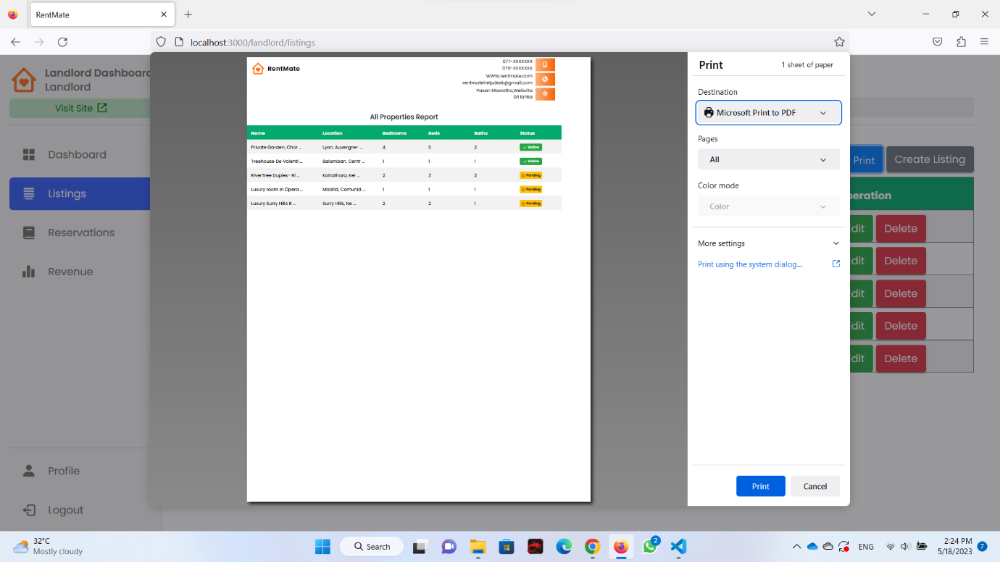 RentMate
localhost:3000/landlord/listings
Landlord Dashboard
Landlord
Visit Site
Dashboard
Listings
Reservations
Revenue
Profile
Logout
RentMate
077-XXXXXXX
076-XXXXXXX
WWW.rentmate.com
rentmatehelpdesk@gmail.com
Pasan Mawatha,Weliwita
Sri lanka
All Properties Report
Name Location Bedrooms Beds Baths Status
Private Garden, Char ... Lyon, Auvergne- ... 4 5 2 Active
Treehouse De Valenti ... Balamban, Centr ... 1 1 1 Active
RiverTree Duplex- Ri ... Kottathara, Ker ... 2 3 2 Pending
Luxury room in Opera ... Madrid, Comunid ... 1 1 1 Pending
Luxury Surry Hills B ... Surry Hills, Ne ... 2 2 1 Pending
Print 1 sheet of paper
Destination
Microsoft Print to PDF
Pages
All
Color mode
Color
More settings
Print using the system dialog...
Print Cancel
Print Create Listing
peration
dit Delete
dit Delete
dit Delete
dit Delete
dit Delete
32°C
Mostly cloudy
Search
2
ENG
2:24 PM
5/18/2023
7